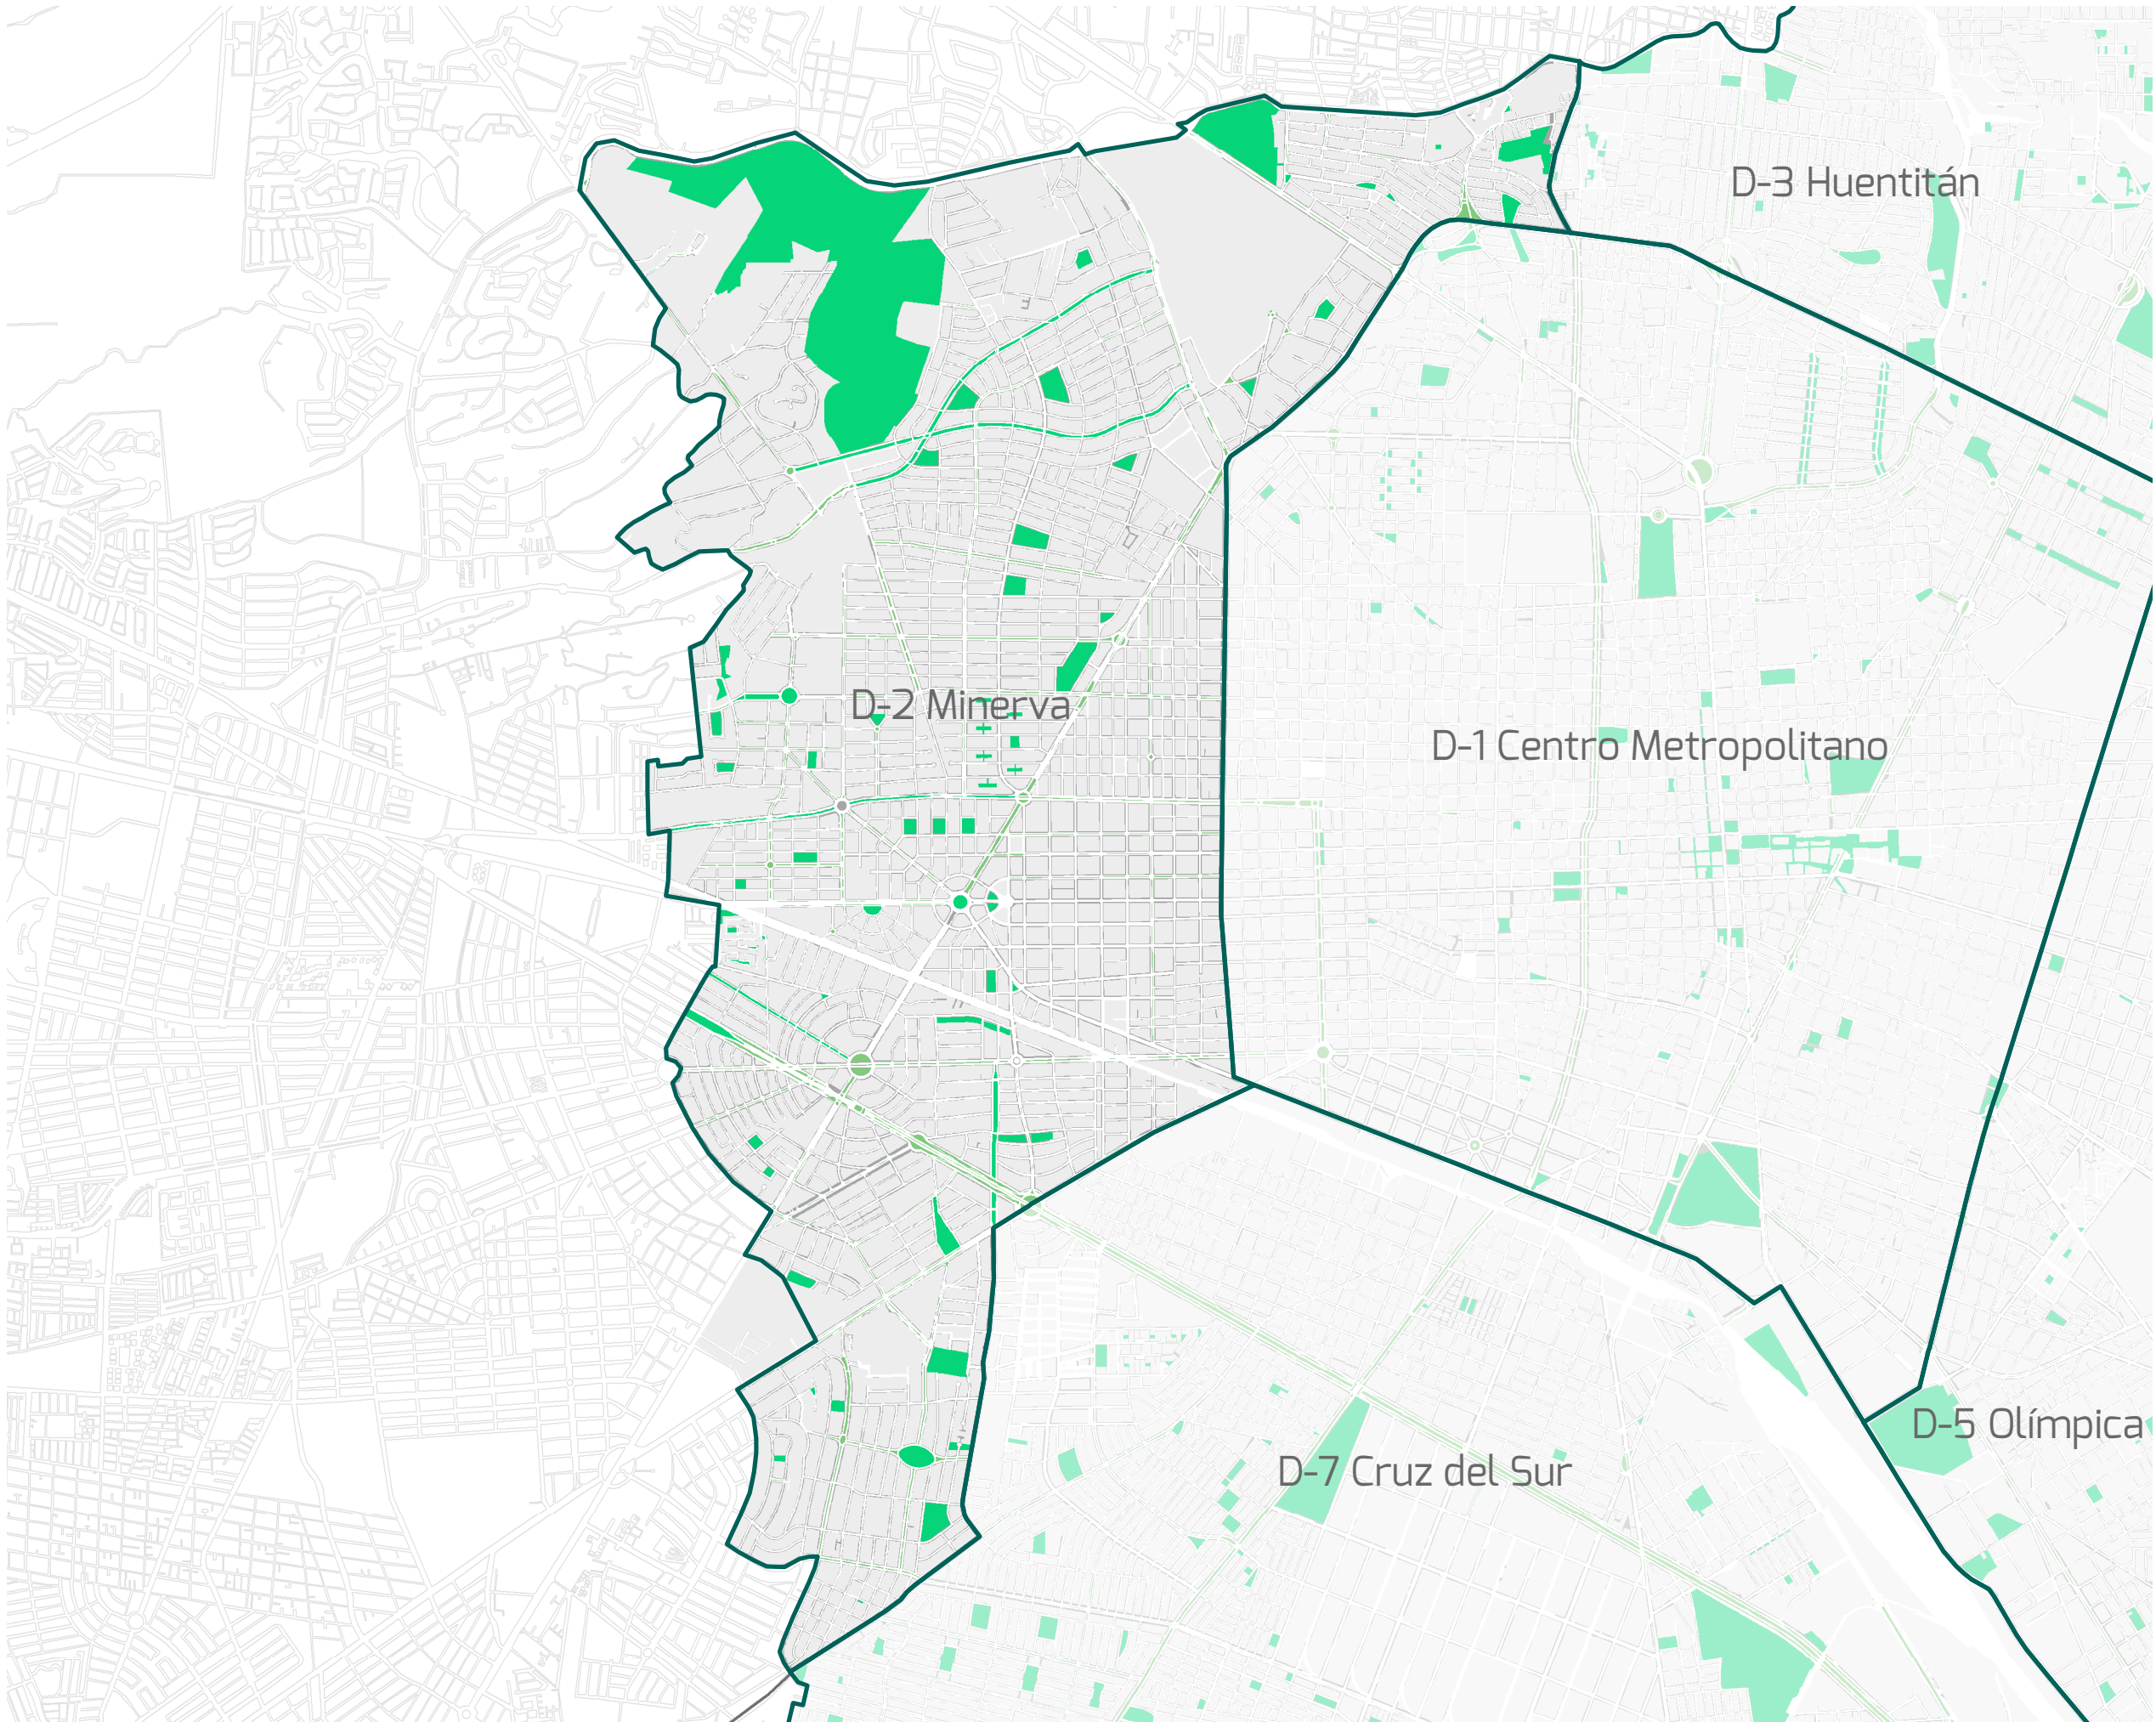 D-3 Huentitán
D-2 Minerva
D-1 Centro Metropolitano
D-5 Olímpica
D-7 Cruz del Sur